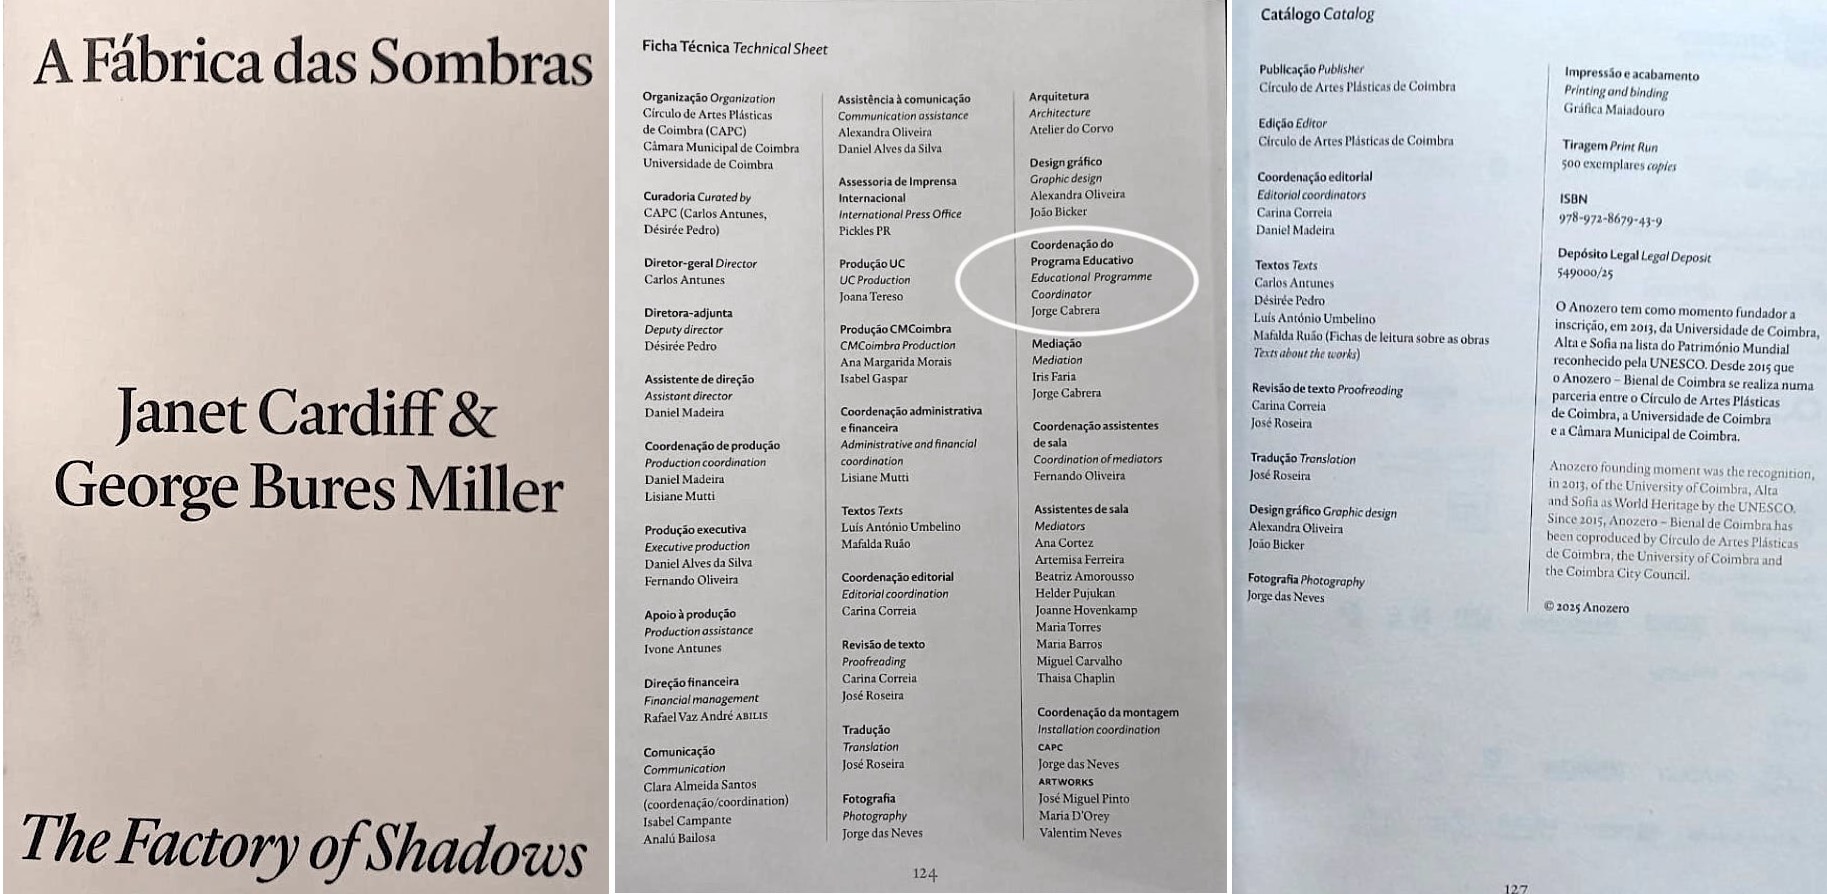 A Fábrica das Sombras
Janet Cardiff &
George Bures Miller
The Factory of Shadows
Ficha Técnica Technical Sheet
Organização Organization
Círculo de Artes Plásticas
de Coimbra (CAPC)
Câmara Municipal de Coimbra
Universidade de Coimbra
Curadoria Curated by
CAPC (Carlos Antunes,
Désirée Pedro)
Diretor-geral Director
Carlos Antunes
Diretora-adjunta
Deputy director
Désirée Pedro
Assistente de direção
Assistant director
Daniel Madeira
Coordenação de produção
Production coordination
Daniel Madeira
Lisiane Mutti
Produção executiva
Executive production
Daniel Alves da Silva
Fernando Oliveira
Apoio à produção
Production assistance
Ivone Antunes
Direção financeira
Financial management
Rafael Vaz André ABILIS
Comunicação
Communication
Clara Almeida Santos
(coordenação/coordination)
Isabel Campante
Analú Bailosa
Assistência à comunicação
Communication assistance
Alexandra Oliveira
Daniel Alves da Silva
Assessoria de Imprensa
Internacional
International Press Office
Pickles PR
Produção UC
UC Production
Joana Tereso
Produção CMCoimbra
CMCoimbra Production
Ana Margarida Morais
Isabel Gaspar
Coordenação administrativa
e financeira
Administrative and financial
coordination
Lisiane Mutti
Textos Texts
Luís António Umbelino
Mafalda Ruão
Coordenação editorial
Editorial coordination
Carina Correia
Revisão de texto
Proofreading
Carina Correia
José Roseira
Tradução
Translation
José Roseira
Fotografia
Photography
Jorge das Neves
Arquitetura
Architecture
Atelier do Corvo
Design gráfico
Graphic design
Alexandra Oliveira
João Bicker
Coordenação do
Programa Educativo
Educational Programme
Coordinator
Jorge Cabrera
Mediação
Mediation
Iris Faria
Jorge Cabrera
Coordenação assistentes
de sala
Coordination of mediators
Fernando Oliveira
Assistentes de sala
Mediators
Ana Cortez
Artemisa Ferreira
Beatriz Amorousso
Helder Pujukan
Joanne Hovenkamp
Maria Torres
Maria Barros
Miguel Carvalho
Thaisa Chaplin
Coordenação da montagem
Installation coordination
CAPC
Jorge das Neves
ARTWORKS
José Miguel Pinto
Maria D'Orey
Valentim Neves
124
Catálogo Catalog
Publicação Publisher
Círculo de Artes Plásticas de Coimbra
Edição Editor
Círculo de Artes Plásticas de Coimbra
Coordenação editorial
Editorial coordinators
Carina Correia
Daniel Madeira
Textos Texts
Carlos Antunes
Désirée Pedro
Luís António Umbelino
Mafalda Ruão (Fichas de leitura sobre as obras
Texts about the works)
Revisão de texto Proofreading
Carina Correia
José Roseira
Tradução Translation
José Roseira
Design gráfico Graphic design
Alexandra Oliveira
João Bicker
Fotografia Photography
Jorge das Neves
Impressão e acabamento
Printing and binding
Gráfica Maiadouro
Tiragem Print Run
500 exemplares copies
ISBN
978-972-8679-43-9
Depósito Legal Legal Deposit
549000/25
O Anozero tem como momento fundador a
inscrição, em 2013, da Universidade de Coimbra,
Alta e Sofia na lista do Património Mundial
reconhecido pela UNESCO. Desde 2015 que
o Anozero – Bienal de Coimbra se realiza numa
parceria entre o Círculo de Artes Plásticas
de Coimbra, a Universidade de Coimbra
e a Câmara Municipal de Coimbra.
Anozero founding moment was the recognition,
in 2013, of the University of Coimbra, Alta
and Sofia as World Heritage by the UNESCO.
Since 2015, Anozero – Bienal de Coimbra has
been coproduced by Círculo de Artes Plásticas
de Coimbra, the University of Coimbra and
the Coimbra City Council.
© 2025 Anozero
127